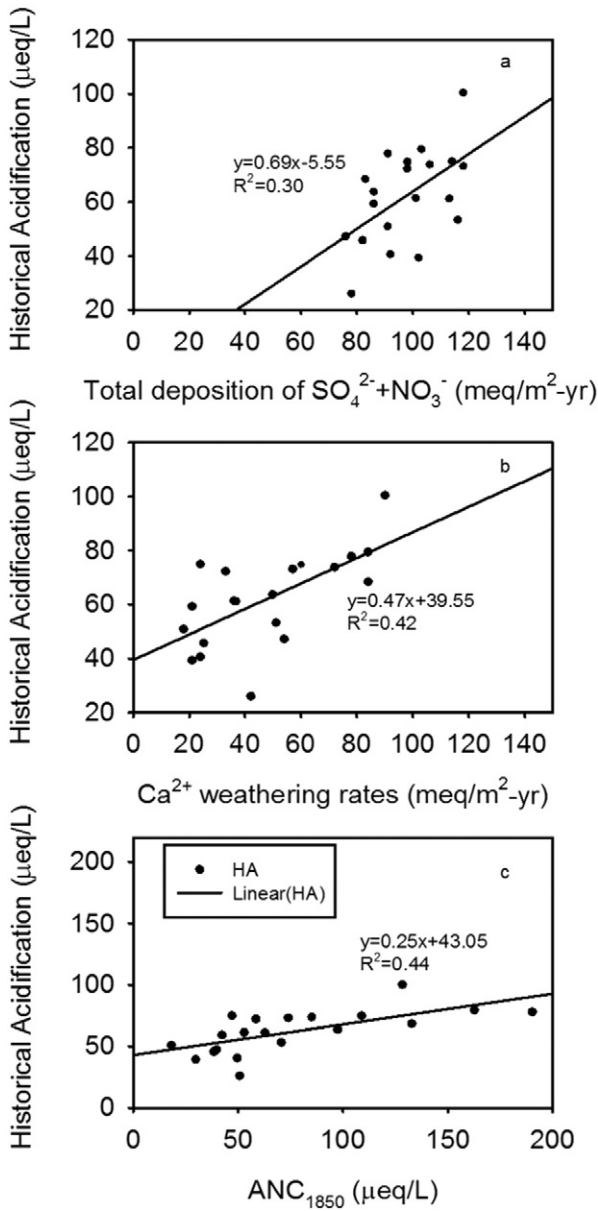 Historical Acidification (µeq/L)
120
100
80
60
40
20
a
y=0.69x-5.55
R²=0.30
0 20 40 60 80 100 120 140
Total deposition of SO₄²⁻+NO₃⁻ (meq/m²-yr)
Historical Acidification (µeq/L)
120
100
80
60
40
20
b
y=0.47x+39.55
R²=0.42
0 20 40 60 80 100 120 140
Ca²⁺ weathering rates (meq/m²-yr)
Historical Acidification (µeq/L)
200
150
100
50
0
HA
Linear(HA)
c
y=0.25x+43.05
R²=0.44
50 100 150 200
ANC₁₈₅₀ (µeq/L)